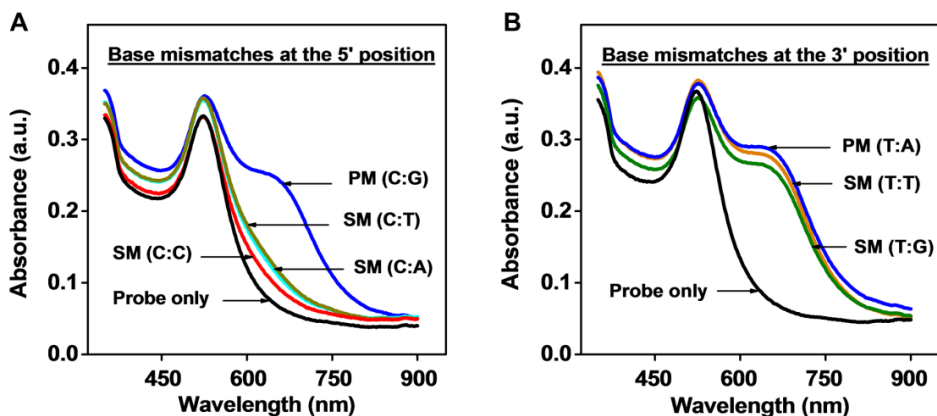 A
Base mismatches at the 5' position
Absorbance (a.u.)
0.4
0.3
0.2
0.1
0.0
PM (C:G)
SM (C:T)
SM (C:C)
SM (C:A)
Probe only
450
600
750
900
Wavelength (nm)
B
Base mismatches at the 3' position
Absorbance (a.u.)
0.4
0.3
0.2
0.1
0.0
PM (T:A)
SM (T:T)
SM (T:G)
Probe only
450
600
750
900
Wavelength (nm)